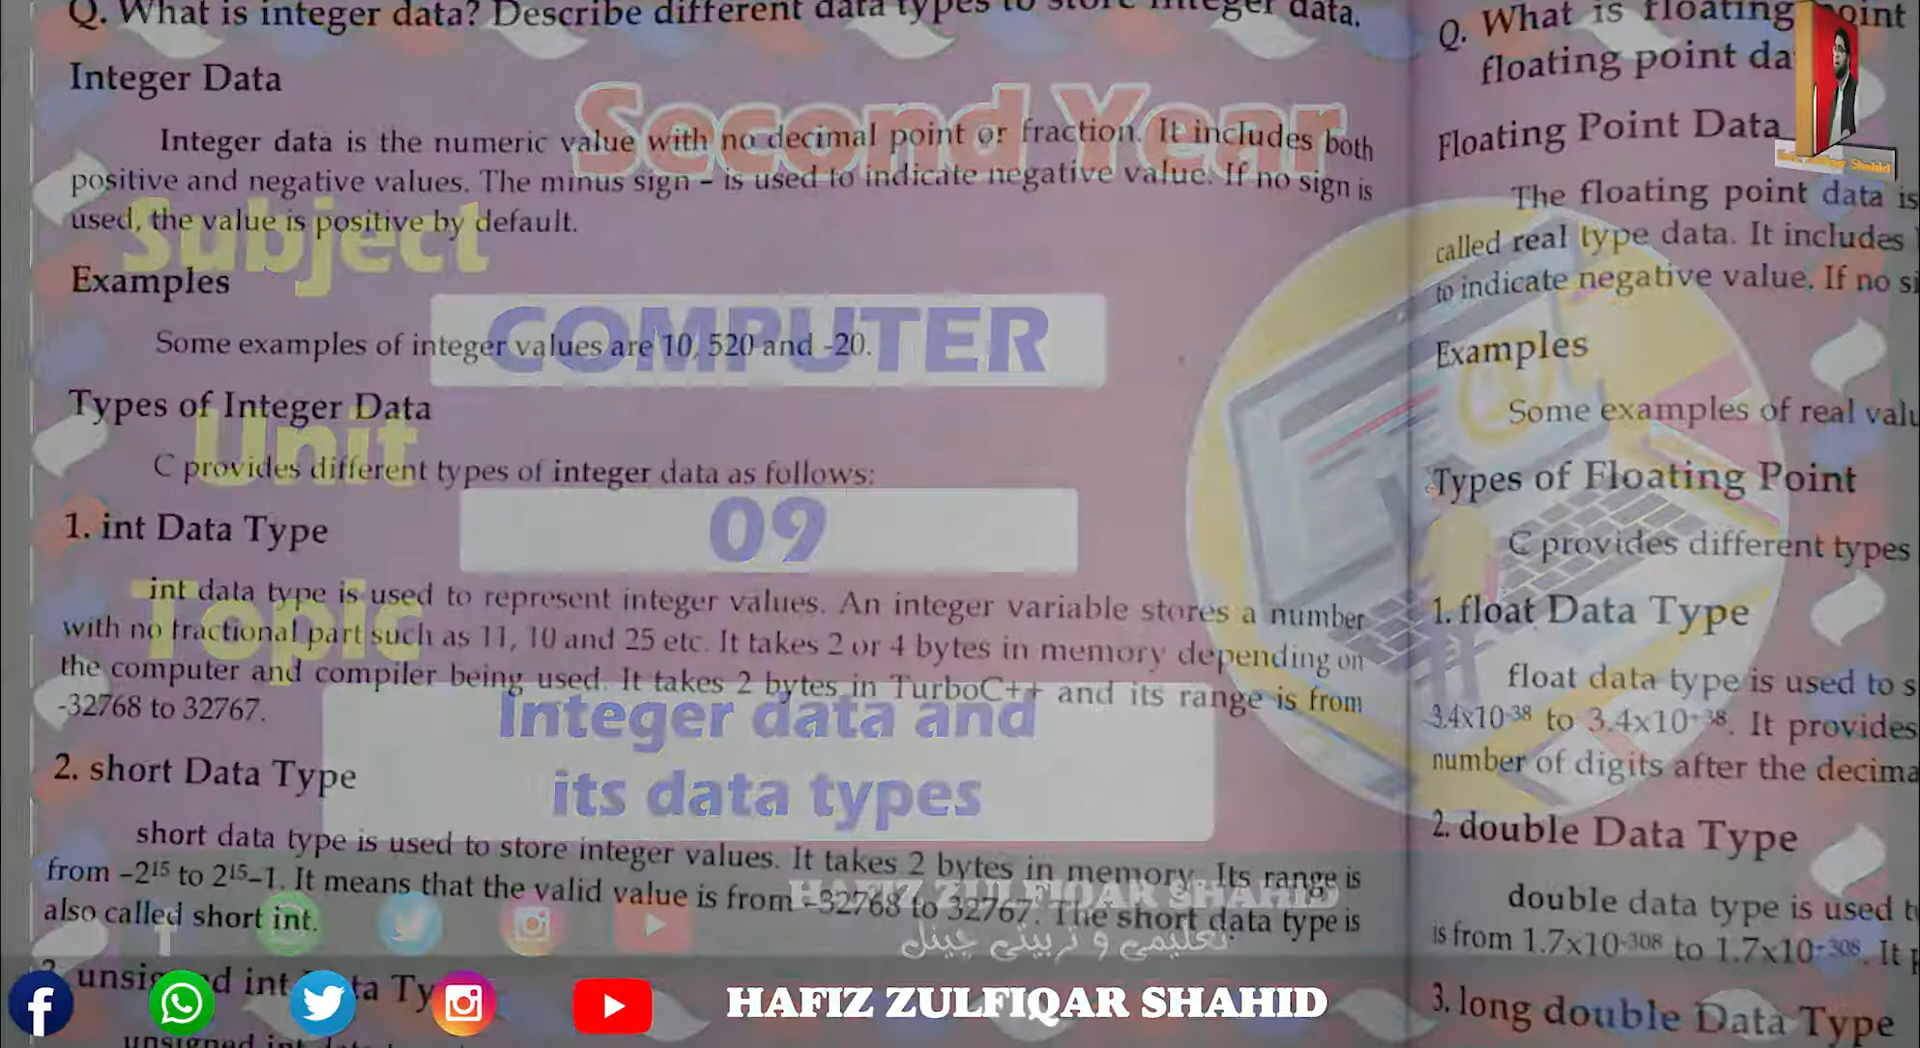 Q. What is integer data? Describe different data types to store integer data.
Integer Data
Integer data is the numeric value with no decimal point or fraction. It includes both
positive and negative values. The minus sign – is used to indicate negative value. If no sign is
used, the value is positive by default.
Examples
Some examples of integer values are 10, 520 and -20.
Types of Integer Data
C provides different types of integer data as follows:
1. int Data Type
int data type is used to represent integer values. An integer variable stores a number
with no fractional part such as 11, 10 and 25 etc. It takes 2 or 4 bytes in memory depending on
the computer and compiler being used. It takes 2 bytes in TurboC++ and its range is from
-32768 to 32767.
2. short Data Type
short data type is used to store integer values. It takes 2 bytes in memory. Its range is
from –2¹⁵ to 2¹⁵–1. It means that the valid value is from -32768 to 32767. The short data type is
also called short int.
unsigned int Data Ty
unsigned int
Q. What is floating point
floating point da
Floating Point Data
The floating point data is
called real type data. It includes
to indicate negative value. If no si
Examples
Some examples of real valu
Types of Floating Point
C provides different types
1. float Data Type
float data type is used to s
3.4x10⁻³⁸ to 3.4x10⁺³⁸. It provides
number of digits after the decima
2. double Data Type
double data type is used t
is from 1.7x10⁻³⁰⁸ to 1.7x10⁺³⁰⁸. It p
3. long double Data Type
Second Year
Subject
COMPUTER
Unit
09
Topic
Integer data and
its data types
HAFIZ ZULFIQAR SHAHID
تعلیمی و تربیتی چینل
HAFIZ ZULFIQAR SHAHID